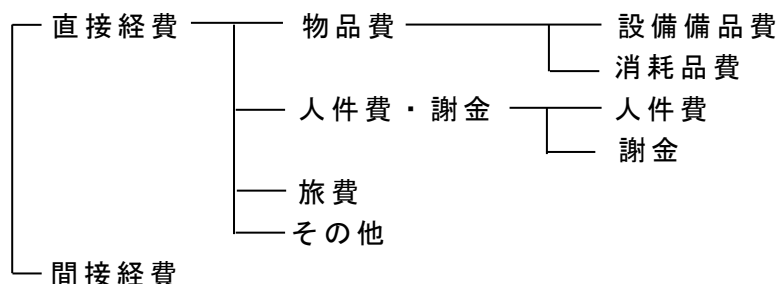 直接経費 物品費 設備備品費
消耗品費
人件費・謝金 人件費
謝金
旅費
その他
間接経費